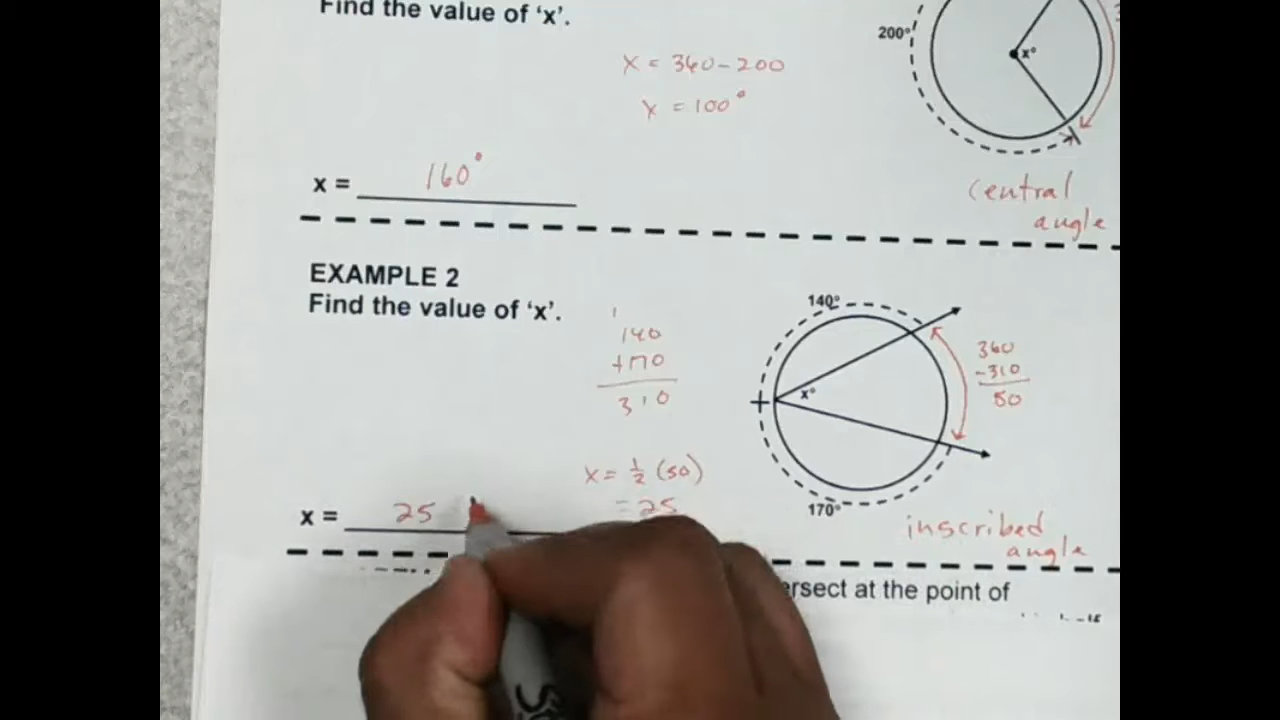 Find the value of ‘x’.
200°
x°
x = 360 - 200
x = 100°
x = 160°
central
angle
EXAMPLE 2
Find the value of ‘x’.
1
140
+170
310
140°
x°
360
-310
50
x = 1/2 (50)
= 25
x = 25
170°
inscribed
angle
ersect at the point of